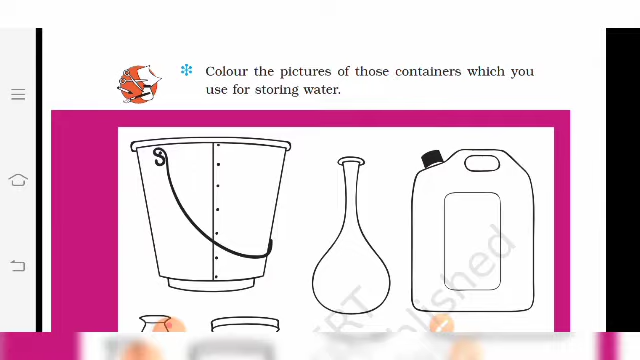 Colour the pictures of those containers which you
use for storing water.